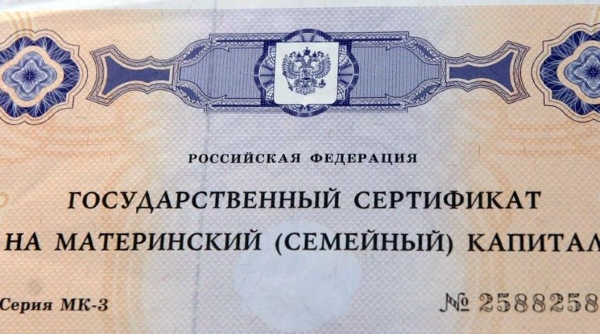 РОССИЙСКАЯ ФЕДЕРАЦИЯ
ГОСУДАРСТВЕННЫЙ СЕРТИФИКАТ
НА МАТЕРИНСКИЙ (СЕМЕЙНЫЙ) КАПИТАЛ
Серия МК-3 № 2588258